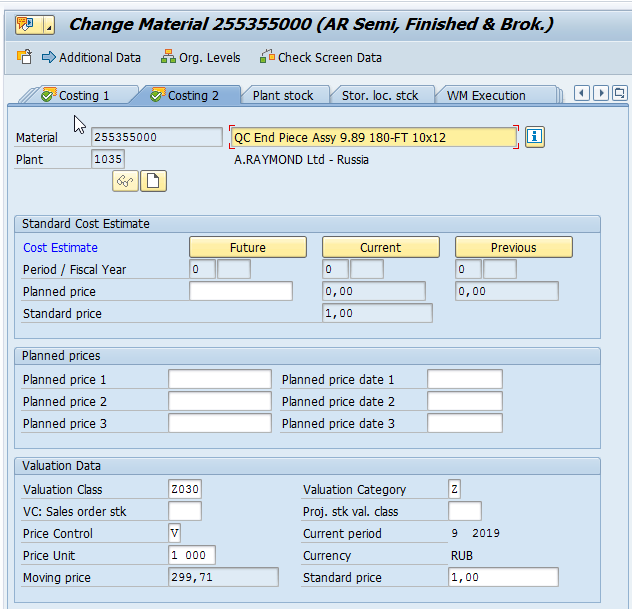 Change Material 255355000 (AR Semi, Finished & Brok.)
Additional Data Org. Levels Check Screen Data
Costing 1 Costing 2 Plant stock Stor. loc. stck WM Execution
Material 255355000 QC End Piece Assy 9.89 180-FT 10x12
Plant 1035 A.RAYMOND Ltd - Russia
Standard Cost Estimate
Cost Estimate Future Current Previous
Period / Fiscal Year 0 0 0
Planned price 0,00 0,00
Standard price 1,00
Planned prices
Planned price 1 Planned price date 1
Planned price 2 Planned price date 2
Planned price 3 Planned price date 3
Valuation Data
Valuation Class Z030 Valuation Category Z
VC: Sales order stk Proj. stk val. class
Price Control V Current period 9 2019
Price Unit 1 000 Currency RUB
Moving price 299,71 Standard price 1,00